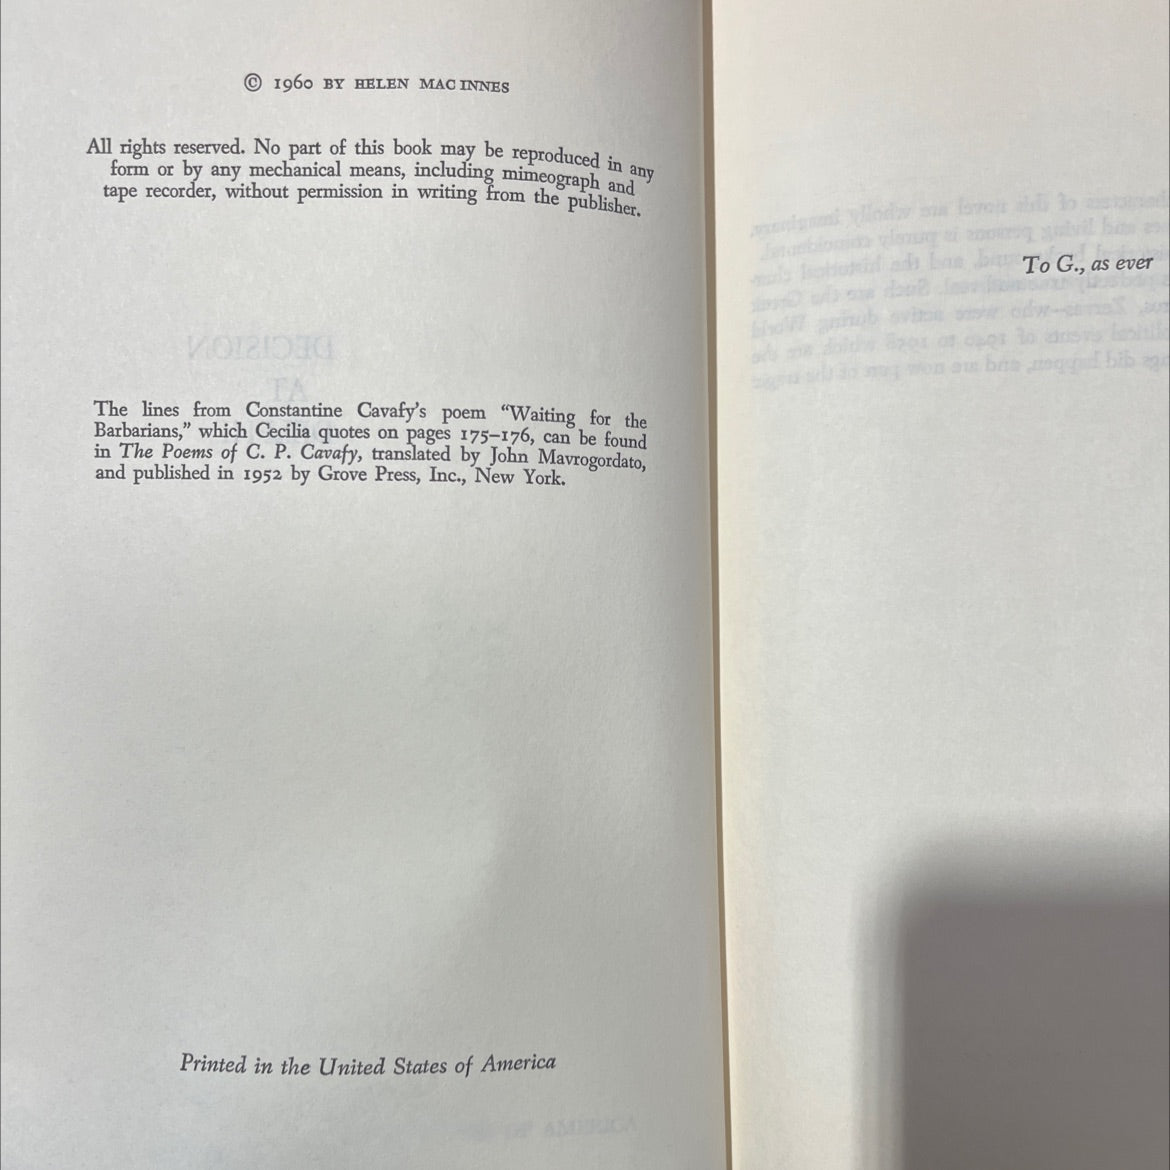 © 1960 BY HELEN MAC INNES
All rights reserved. No part of this book may be reproduced in any
form or by any mechanical means, including mimeograph and
tape recorder, without permission in writing from the publisher.
DECISION
AT
The lines from Constantine Cavafy's poem “Waiting for the
Barbarians,” which Cecilia quotes on pages 175–176, can be found
in The Poems of C. P. Cavafy, translated by John Mavrogordato,
and published in 1952 by Grove Press, Inc., New York.
Printed in the United States of America
OF AMERICA
To G., as ever